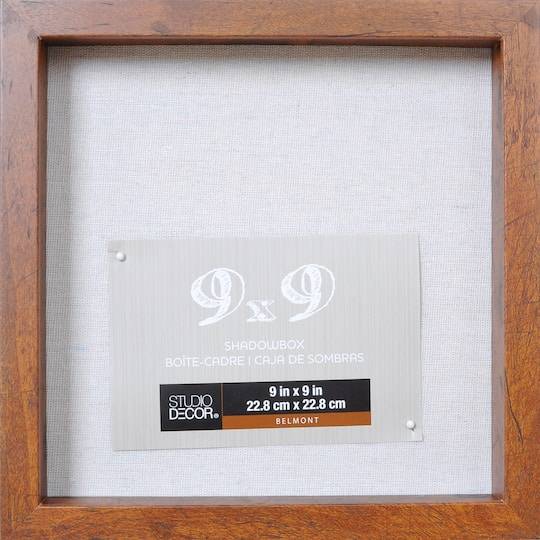 9x9
SHADOWBOX
BOÎTE-CADRE | CAJA DE SOMBRAS
STUDIO
DECOR®
9 in x 9 in
22.8 cm x 22.8 cm
BELMONT